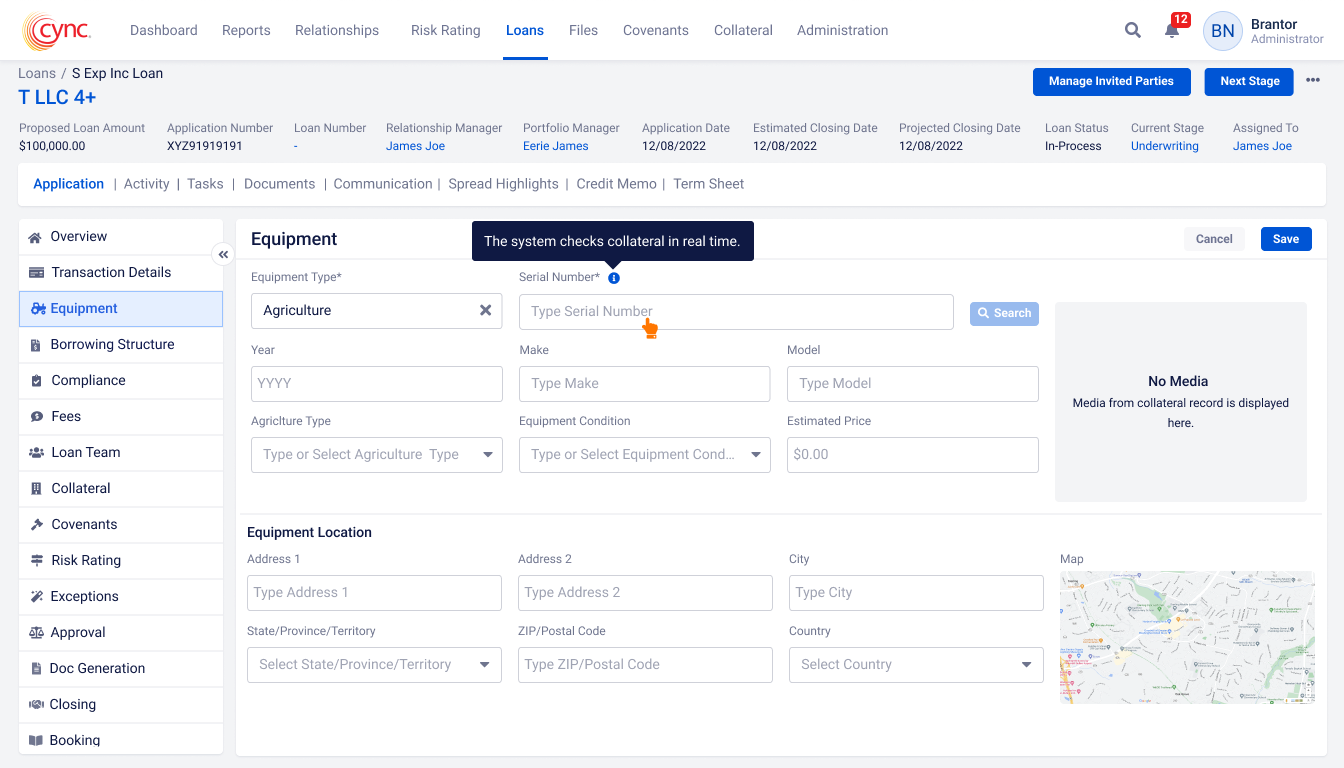 cync
Dashboard Reports Relationships Risk Rating Loans Files Covenants Collateral Administration
12
BN
Brantor
Administrator
Loans / S Exp Inc Loan
T LLC 4+
Manage Invited Parties
Next Stage
Proposed Loan Amount Application Number Loan Number Relationship Manager Portfolio Manager Application Date Estimated Closing Date Projected Closing Date Loan Status Current Stage Assigned To
$100,000.00 XYZ91919191 - James Joe Eerie James 12/08/2022 12/08/2022 12/08/2022 In-Process Underwriting James Joe
Application | Activity | Tasks | Documents | Communication | Spread Highlights | Credit Memo | Term Sheet
Overview
Transaction Details
Equipment
Borrowing Structure
Compliance
Fees
Loan Team
Collateral
Covenants
Risk Rating
Exceptions
Approval
Doc Generation
Closing
Booking
Equipment
The system checks collateral in real time.
Cancel
Save
Equipment Type* Serial Number*
Agriculture Type Serial Number Search
Year Make Model
YYYY Type Make Type Model
Agriclture Type Equipment Condition Estimated Price
Type or Select Agriculture Type Type or Select Equipment Cond... $0.00
No Media
Media from collateral record is displayed
here.
Equipment Location
Address 1 Address 2 City Map
Type Address 1 Type Address 2 Type City
State/Province/Territory ZIP/Postal Code Country
Select State/Province/Territory Type ZIP/Postal Code Select Country